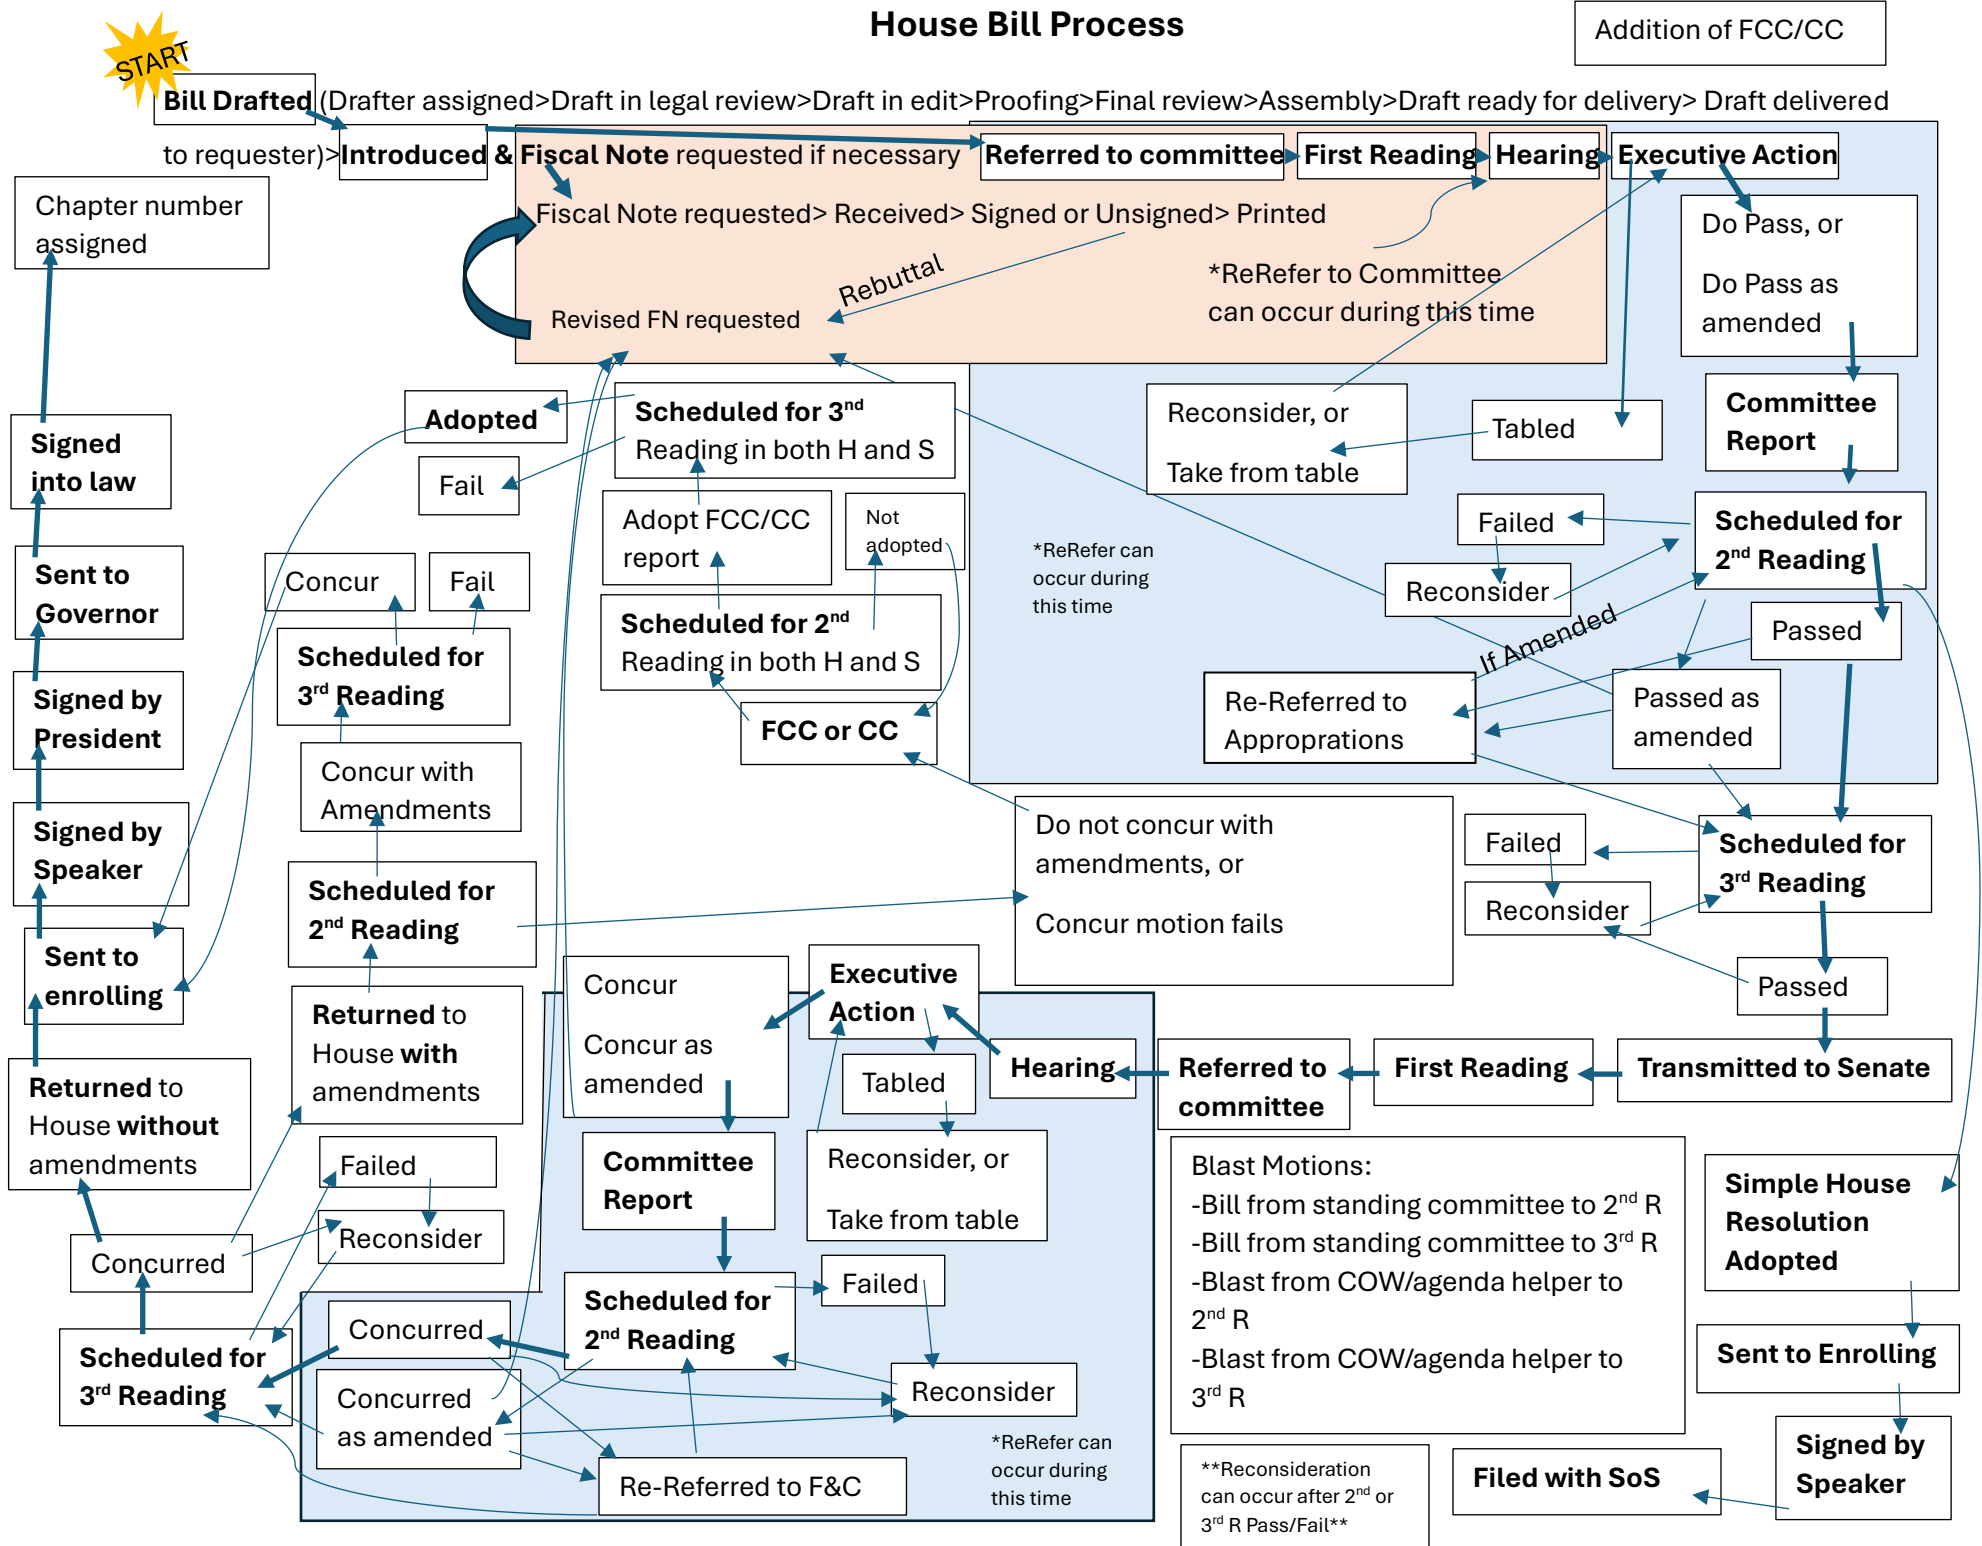 House Bill Process
Addition of FCC/CC
START
Bill Drafted (Drafter assigned>Draft in legal review>Draft in edit>Proofing>Final review>Assembly>Draft ready for delivery> Draft delivered
to requester)>Introduced & Fiscal Note requested if necessary
Referred to committee
First Reading
Hearing
Executive Action
Fiscal Note requested> Received> Signed or Unsigned> Printed
Rebuttal
Revised FN requested
*ReRefer to Committee
can occur during this time
Do Pass, or
Do Pass as
amended
Committee
Report
Tabled
Reconsider, or
Take from table
Scheduled for
2nd Reading
Failed
Reconsider
*ReRefer can
occur during
this time
If Amended
Passed
Passed as
amended
Re-Referred to
Approprations
Scheduled for
3rd Reading
Failed
Reconsider
Passed
Transmitted to Senate
First Reading
Referred to
committee
Hearing
Executive
Action
Tabled
Reconsider, or
Take from table
Concur
Concur as
amended
Committee
Report
Scheduled for
2nd Reading
Failed
Reconsider
Concurred
Concurred
as amended
Re-Referred to F&C
*ReRefer can
occur during
this time
Scheduled for
3rd Reading
Failed
Reconsider
Concurred
Returned to
House without
amendments
Returned to
House with
amendments
Scheduled for
2nd Reading
Concur with
Amendments
Scheduled for
3rd Reading
Concur
Fail
Do not concur with
amendments, or
Concur motion fails
FCC or CC
Scheduled for 2nd
Reading in both H and S
Not
adopted
Adopt FCC/CC
report
Scheduled for 3nd
Reading in both H and S
Adopted
Fail
Sent to
enrolling
Signed by
Speaker
Signed by
President
Sent to
Governor
Signed
into law
Chapter number
assigned
Blast Motions:
-Bill from standing committee to 2nd R
-Bill from standing committee to 3rd R
-Blast from COW/agenda helper to
2nd R
-Blast from COW/agenda helper to
3rd R
**Reconsideration
can occur after 2nd or
3rd R Pass/Fail**
Simple House
Resolution
Adopted
Sent to Enrolling
Signed by
Speaker
Filed with SoS